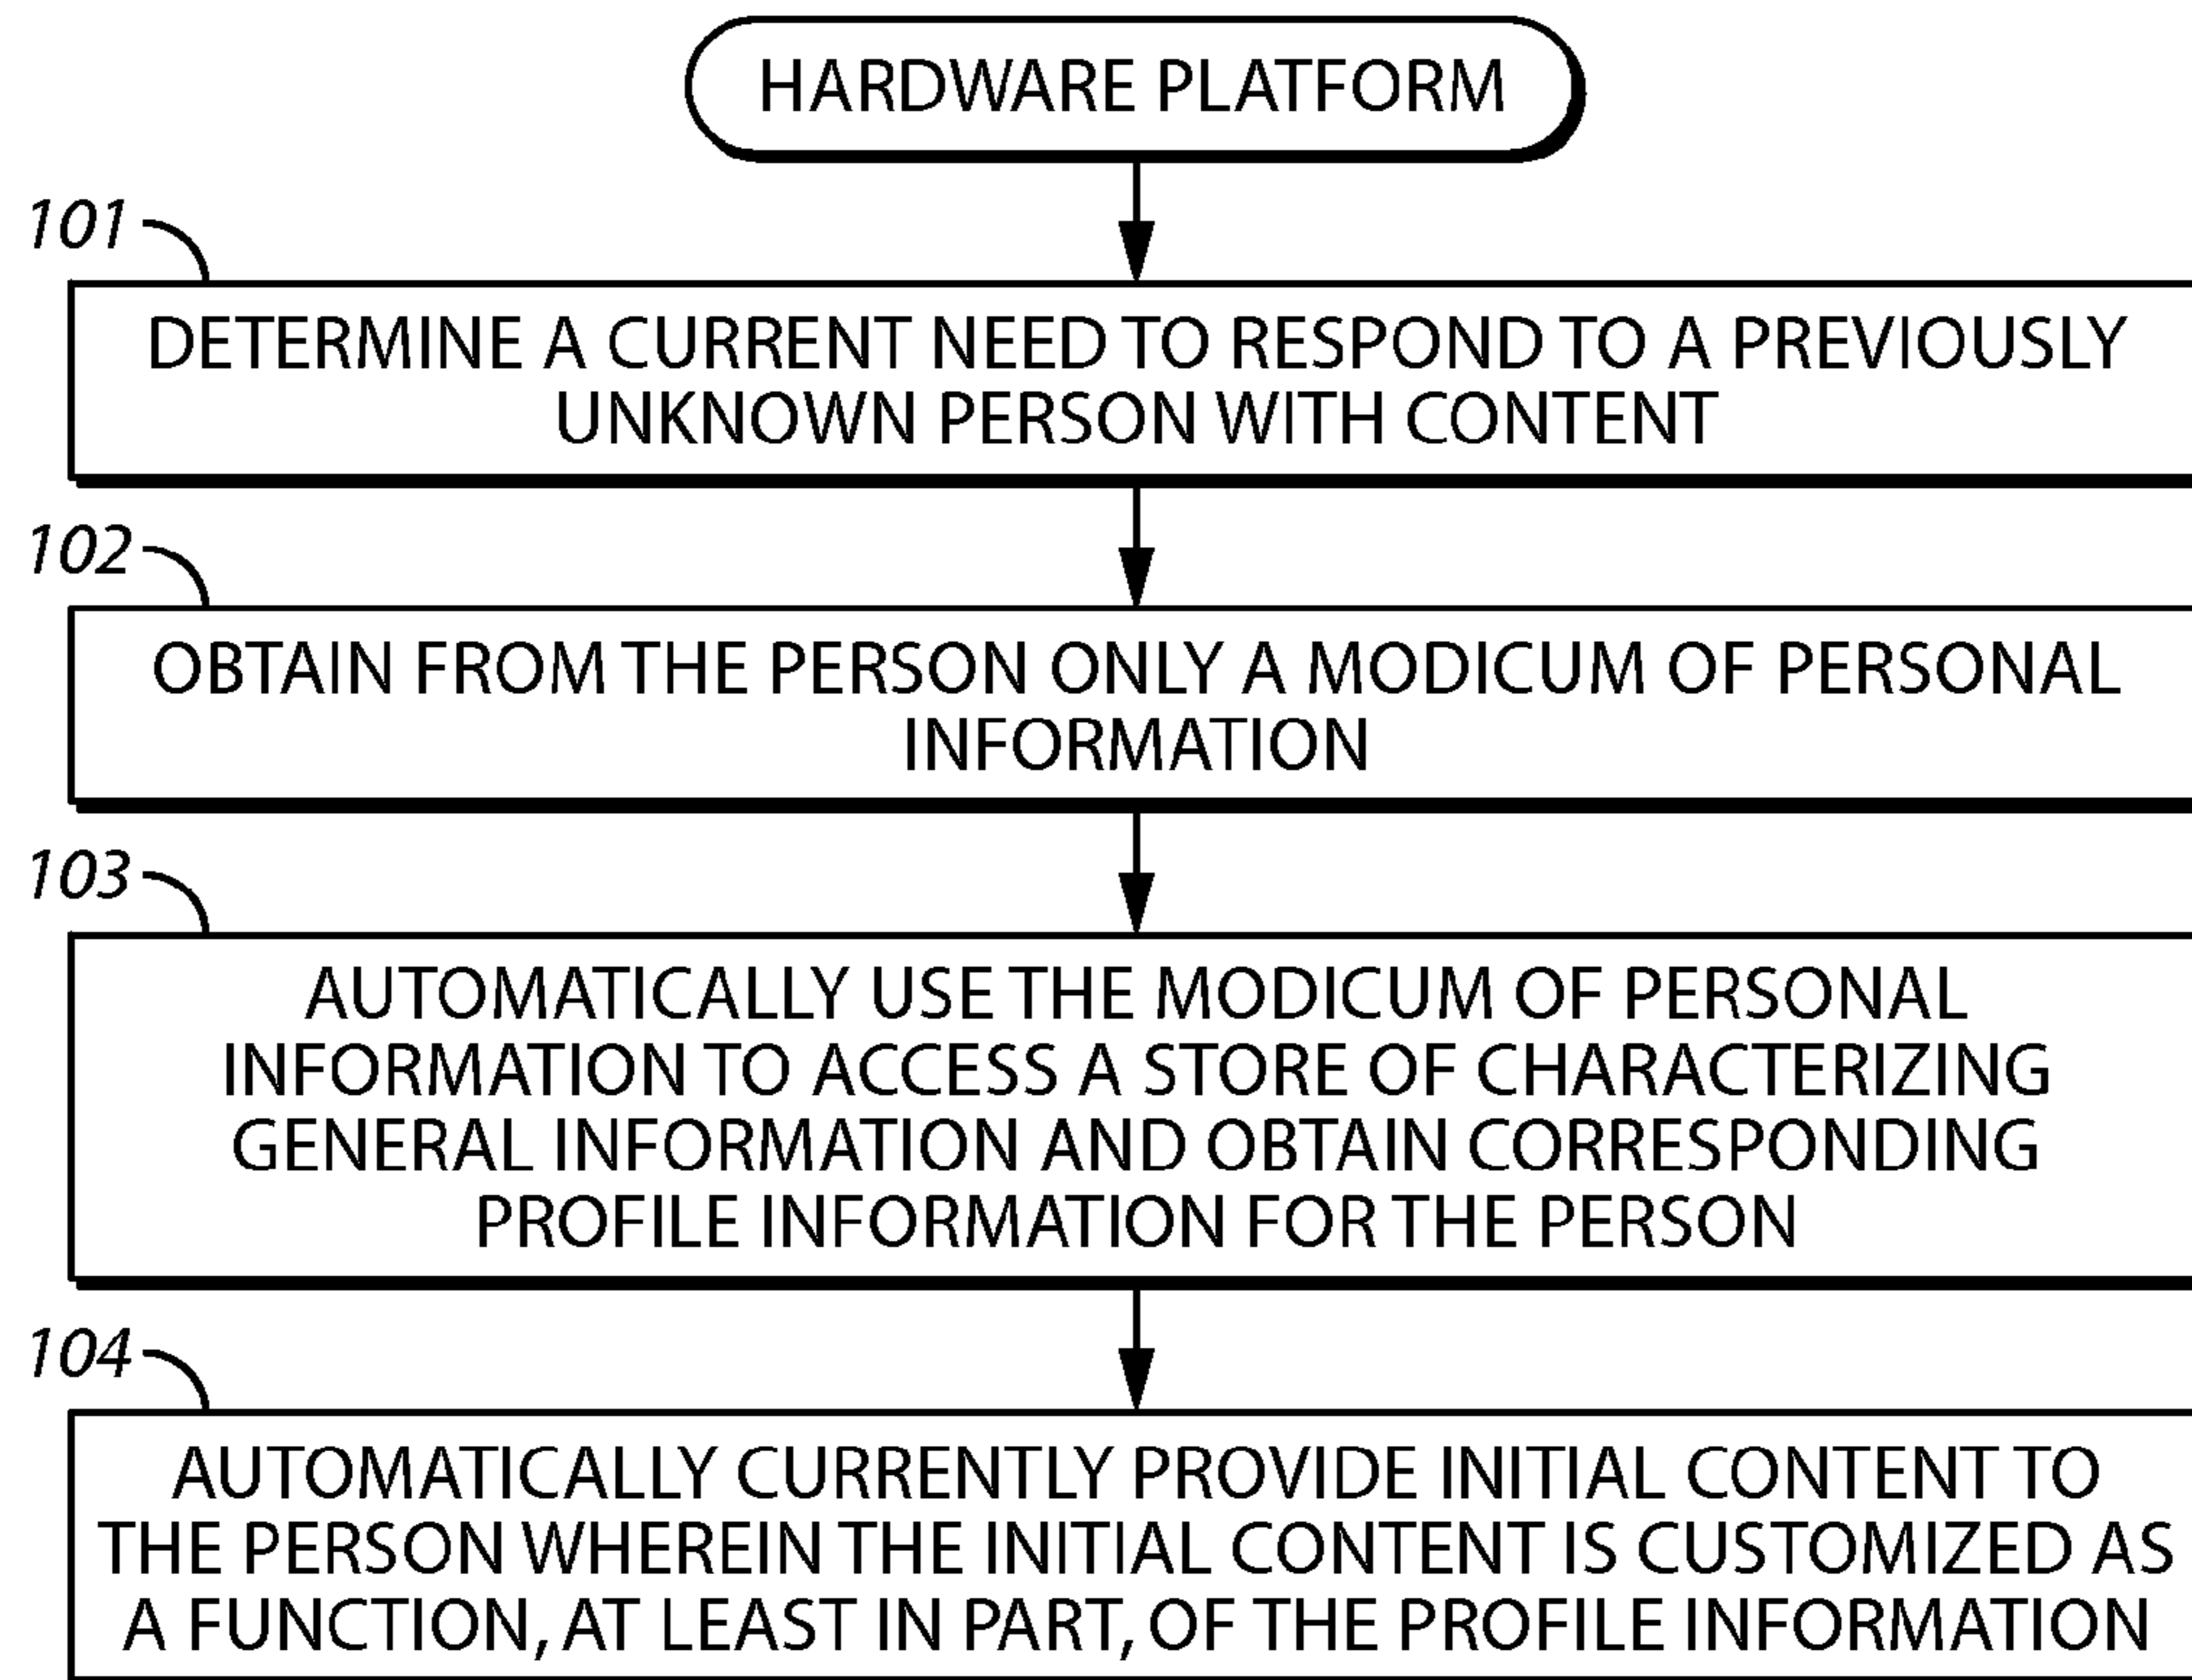 HARDWARE PLATFORM
101
DETERMINE A CURRENT NEED TO RESPOND TO A PREVIOUSLY
UNKNOWN PERSON WITH CONTENT
102
OBTAIN FROM THE PERSON ONLY A MODICUM OF PERSONAL
INFORMATION
103
AUTOMATICALLY USE THE MODICUM OF PERSONAL
INFORMATION TO ACCESS A STORE OF CHARACTERIZING
GENERAL INFORMATION AND OBTAIN CORRESPONDING
PROFILE INFORMATION FOR THE PERSON
104
AUTOMATICALLY CURRENTLY PROVIDE INITIAL CONTENT TO
THE PERSON WHEREIN THE INITIAL CONTENT IS CUSTOMIZED AS
A FUNCTION, AT LEAST IN PART, OF THE PROFILE INFORMATION